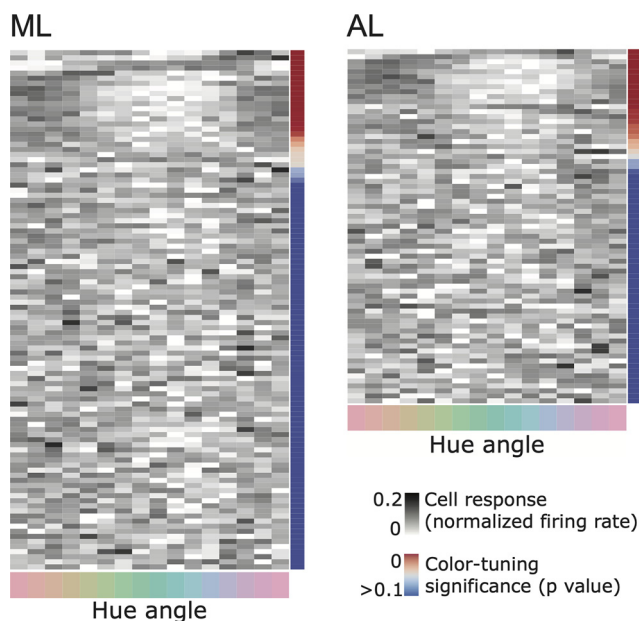 ML
AL
Hue angle
Hue angle
0.2 Cell response
0 (normalized firing rate)
0 Color-tuning
>0.1 significance (p value)